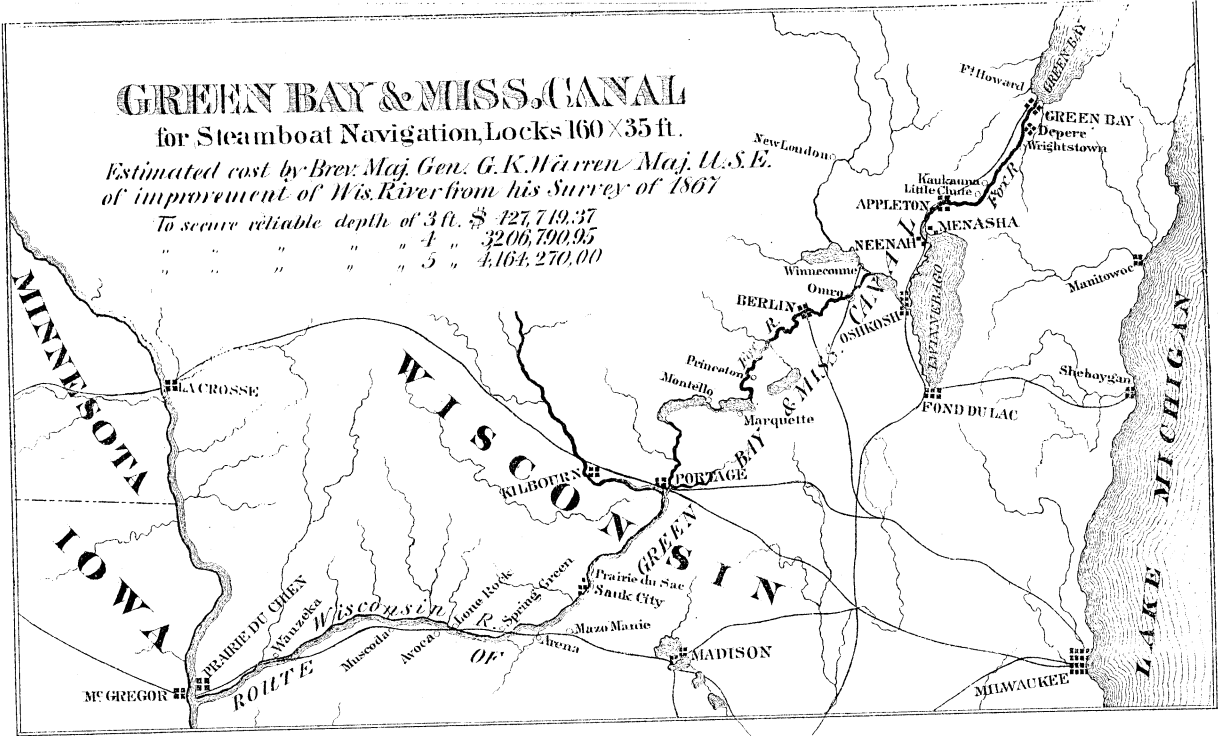 GREEN BAY & MISS. CANAL
for Steamboat Navigation, Locks 160 X 35 ft.
Estimated cost by Brev. Maj. Gen. G. K. Warren Maj. U.S.E.
of improvement of Wis. River from his Survey of 1867
To secure reliable depth of 3 ft. $ 427,719.37
" " " " " 4 " 3206,790,95
" " " " " 5 " 4,164,270,00
GREEN BAY
Ft. Howard
GREEN BAY
Depere
Wrightstown
New London
Kaukauna
Little Chute
Fox R.
APPLETON
MENASHA
NEENAH
Winneconne
Omro
Manitowoc
BERLIN
OSHKOSH
L. WINNEBAGO
Fox R.
Princeton
Montello
Marquette
Sheboygan
FOND DU LAC
MINNESOTA
LA CROSSE
WISCONSIN
LAKE MICHIGAN
KILBOURN
PORTAGE
ROUTE OF GREEN BAY & MISS. CANAL
IOWA
Prairie du Sac
Sauk City
PRAIRIE DU CHIEN
Wauzeka
Wisconsin R.
Lone Rock
Spring Green
Muscoda
Avoca
Arena
Mazo Manie
MADISON
McGREGOR
MILWAUKEE